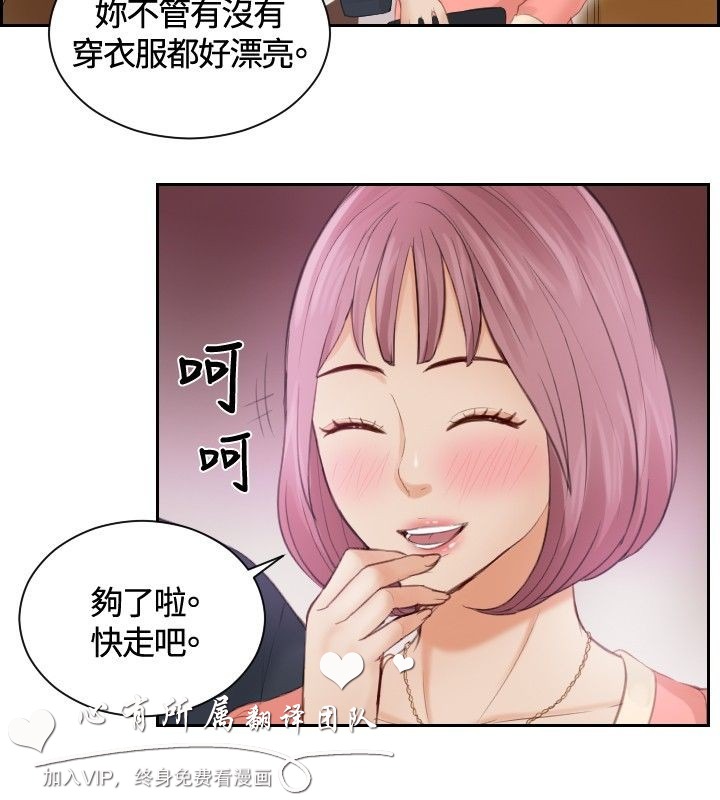 妳不管有沒有
穿衣服都好漂亮。
呵
呵
夠了啦。
快走吧。
心有所属翻译团队
加入VIP，终身免费看漫画